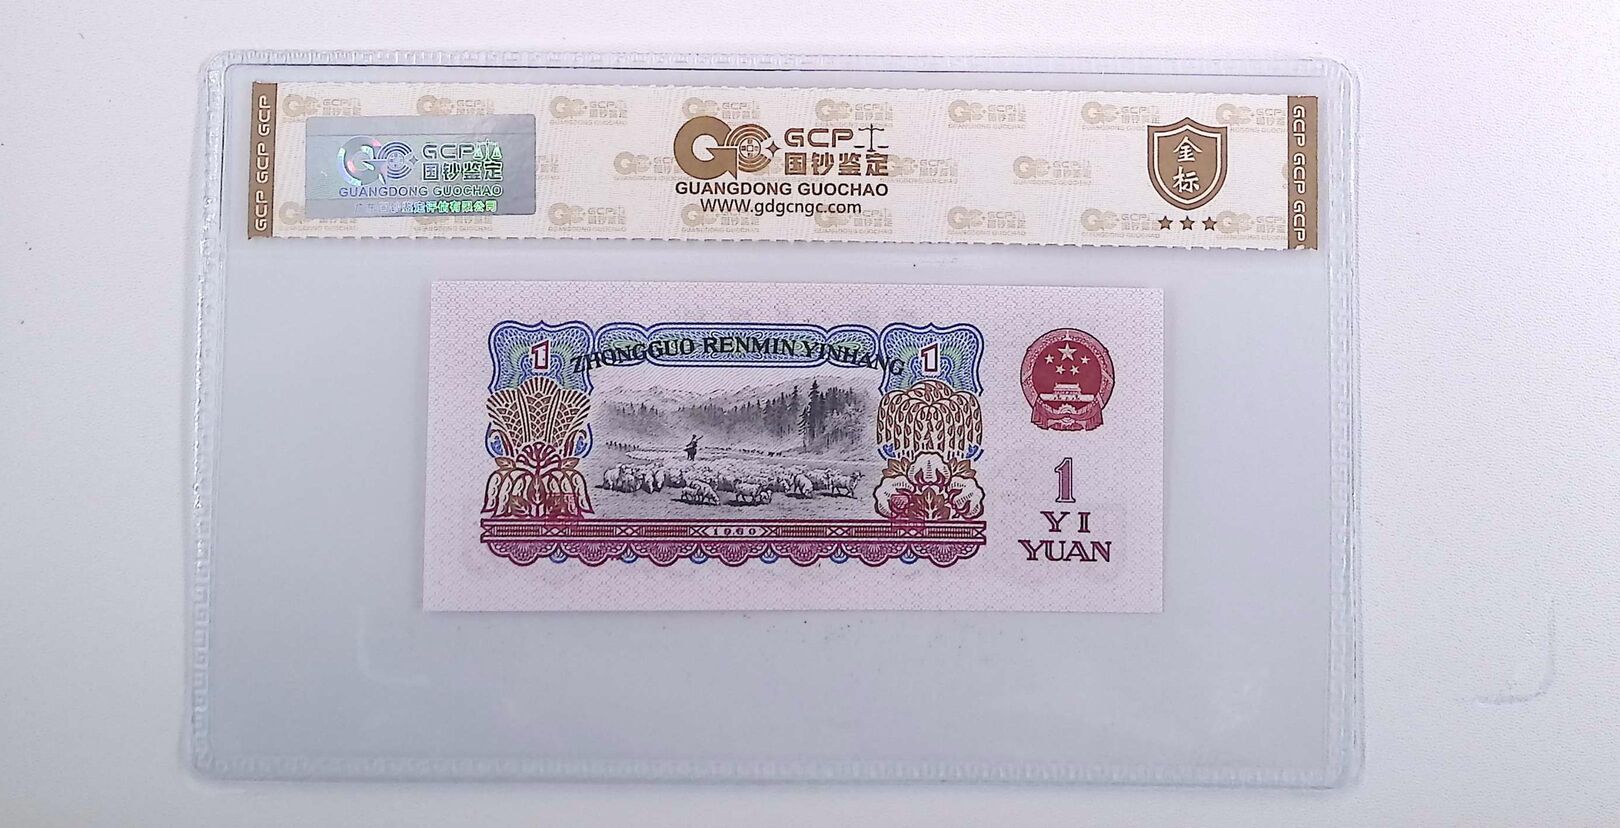 GCP GCP GCP
GCP
国钞鉴定
GUANGDONG GUOCHAO
GCP
国钞鉴定
GUANGDONG GUOCHAO
WWW.gdgcngc.com
金标
GCP GCP GCP
1
ZHONGGUO RENMIN YINHANG
1
1960
1
YI
YUAN